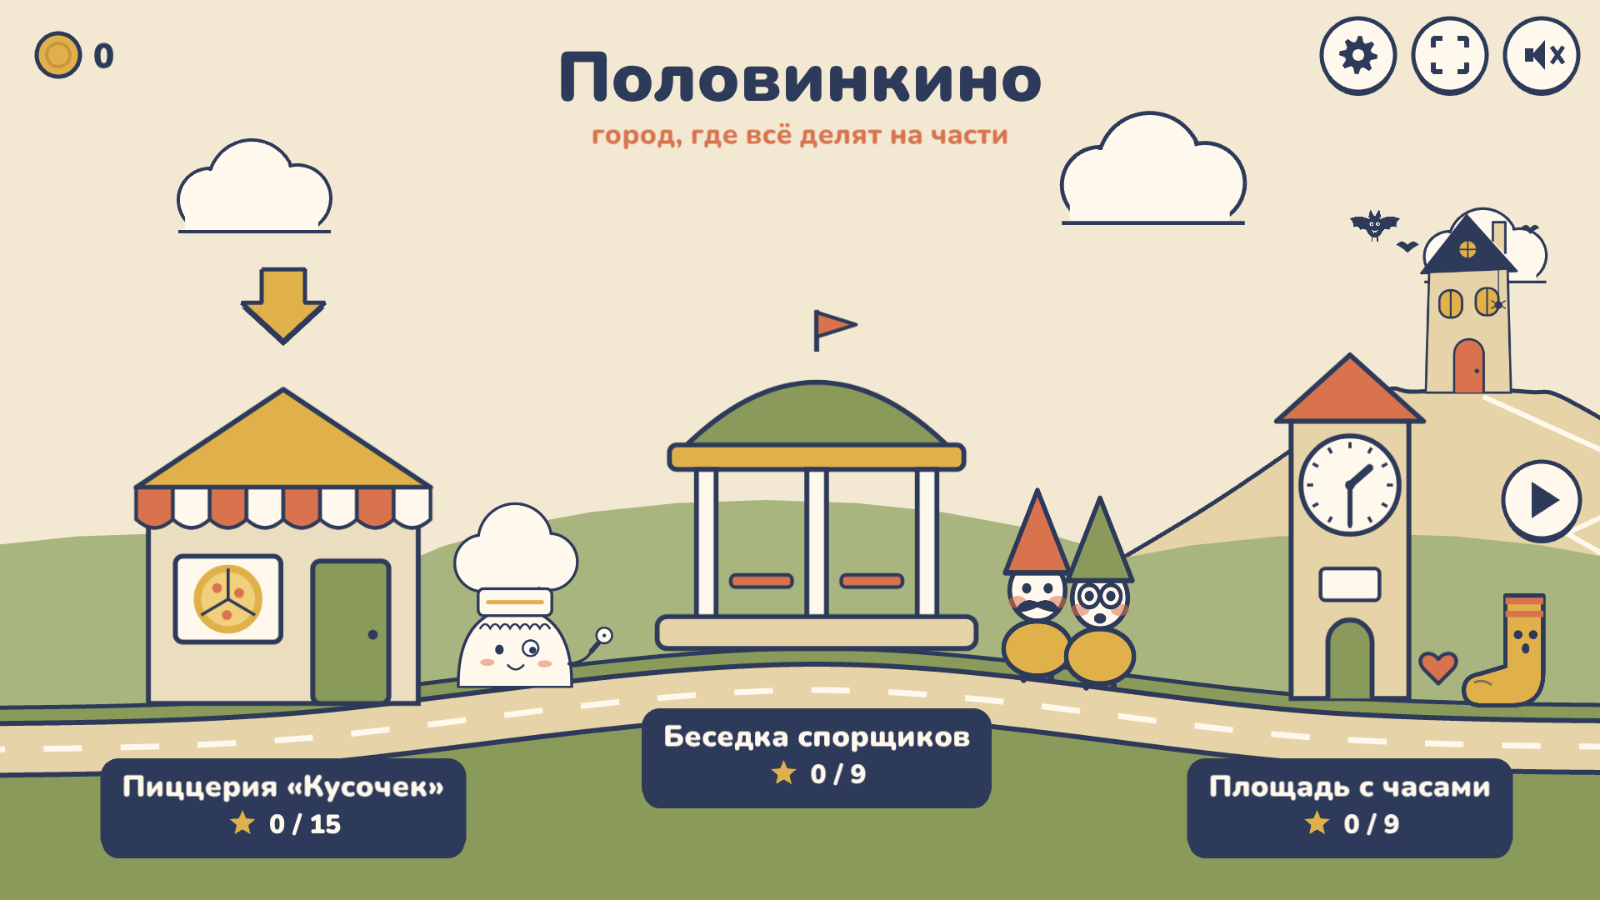 0
Половинкино
город, где всё делят на части
Беседка спорщиков
0 / 9
Пиццерия «Кусочек»
0 / 15
Площадь с часами
0 / 9